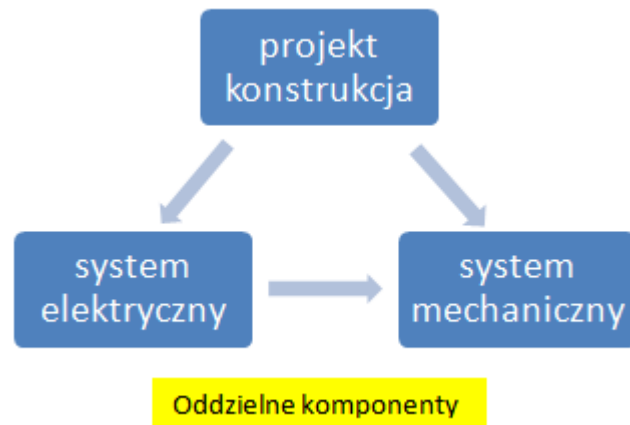 projekt
konstrukcja
system
elektryczny
system
mechaniczny
Oddzielne komponenty